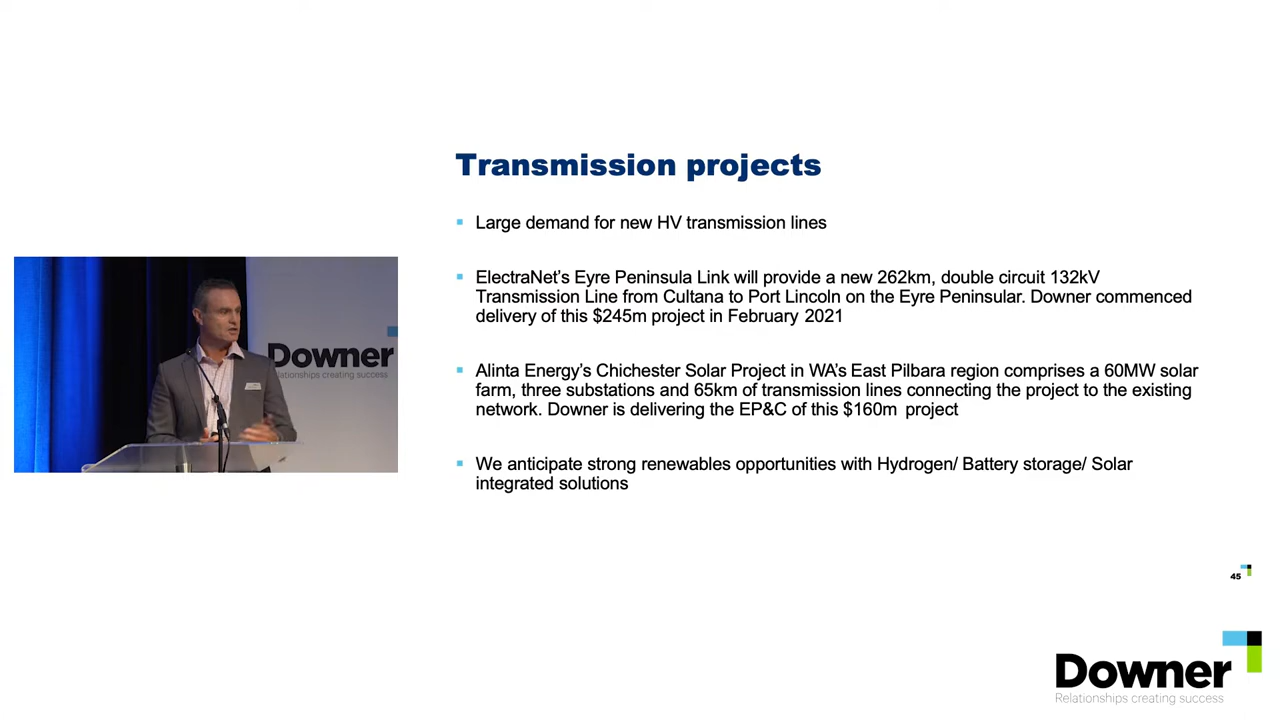 Transmission projects
Large demand for new HV transmission lines
ElectraNet's Eyre Peninsula Link will provide a new 262km, double circuit 132kV
Transmission Line from Cultana to Port Lincoln on the Eyre Peninsular. Downer commenced
delivery of this $245m project in February 2021
Alinta Energy's Chichester Solar Project in WA's East Pilbara region comprises a 60MW solar
farm, three substations and 65km of transmission lines connecting the project to the existing
network. Downer is delivering the EP&C of this $160m project
We anticipate strong renewables opportunities with Hydrogen/ Battery storage/ Solar
integrated solutions
Downer
Relationships creating success
45
Downer
Relationships creating success